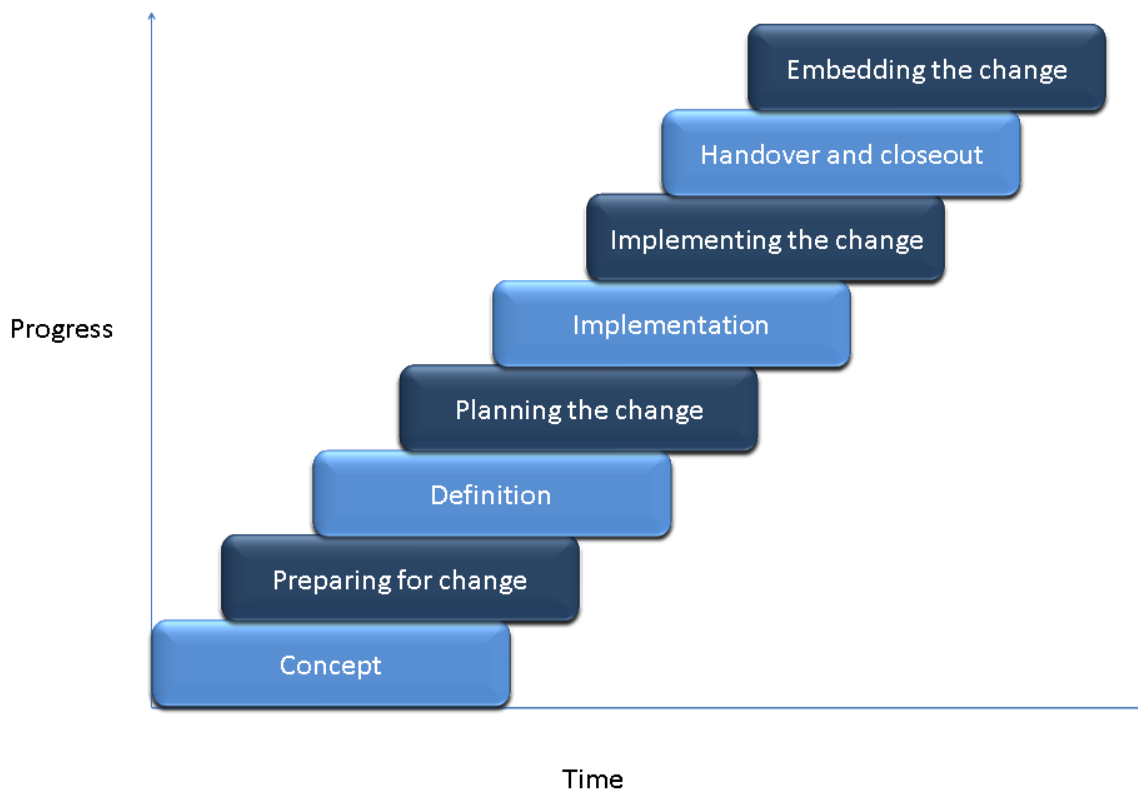 Embedding the change
Handover and closeout
Implementing the change
Implementation
Progress
Planning the change
Definition
Preparing for change
Concept
Time